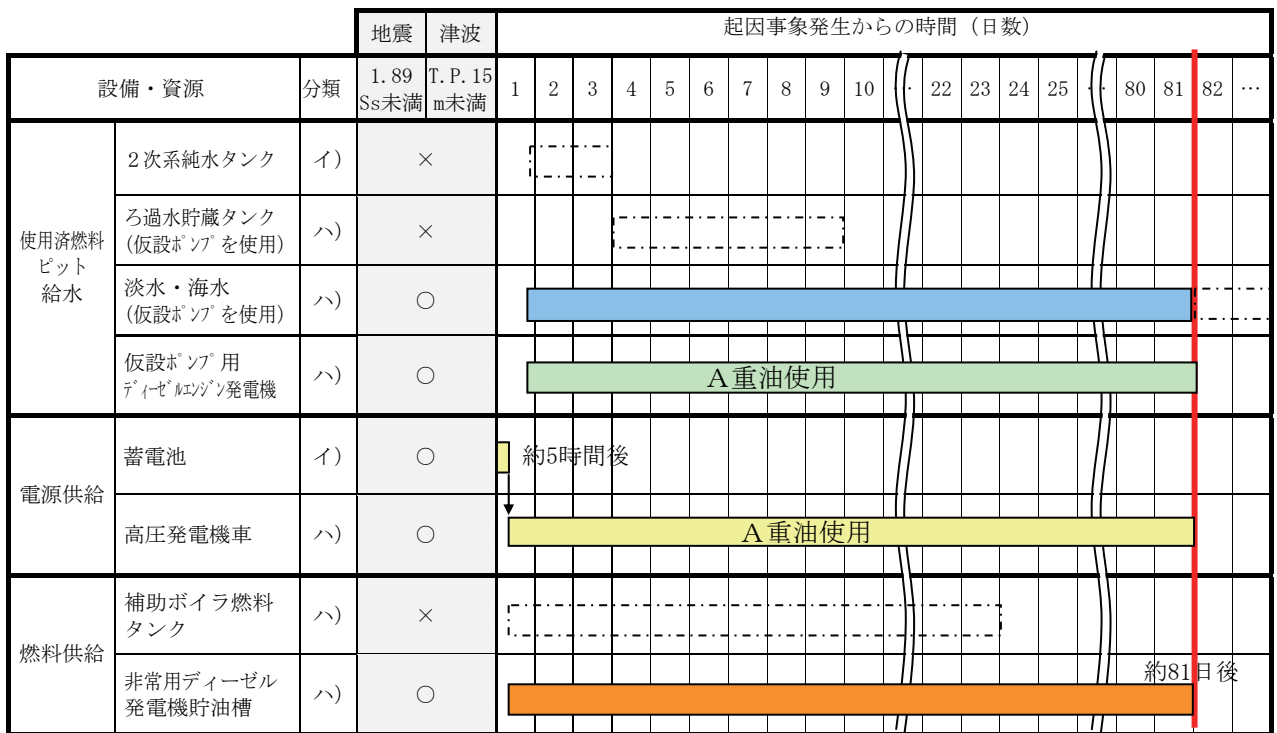 地震 津波 起因事象発生からの時間（日数）
設備・資源 分類 1.89 Ss未満 T.P.15 m未満 1 2 3 4 5 6 7 8 9 10 … 22 23 24 25 … 80 81 82 …
使用済燃料
ピット
給水
２次系純水タンク イ） ×
ろ過水貯蔵タンク
(仮設ﾎﾟﾝﾌﾟを使用) ハ） ×
淡水・海水
(仮設ﾎﾟﾝﾌﾟを使用) ハ） ○
仮設ﾎﾟﾝﾌﾟ用
ﾃﾞｨｰｾﾞﾙｴﾝｼﾞﾝ発電機 ハ） ○ Ａ重油使用
電源供給
蓄電池 イ） ○ 約5時間後
高圧発電機車 ハ） ○ Ａ重油使用
燃料供給
補助ボイラ燃料
タンク ハ） ×
非常用ディーゼル
発電機貯油槽 ハ） ○
約81日後